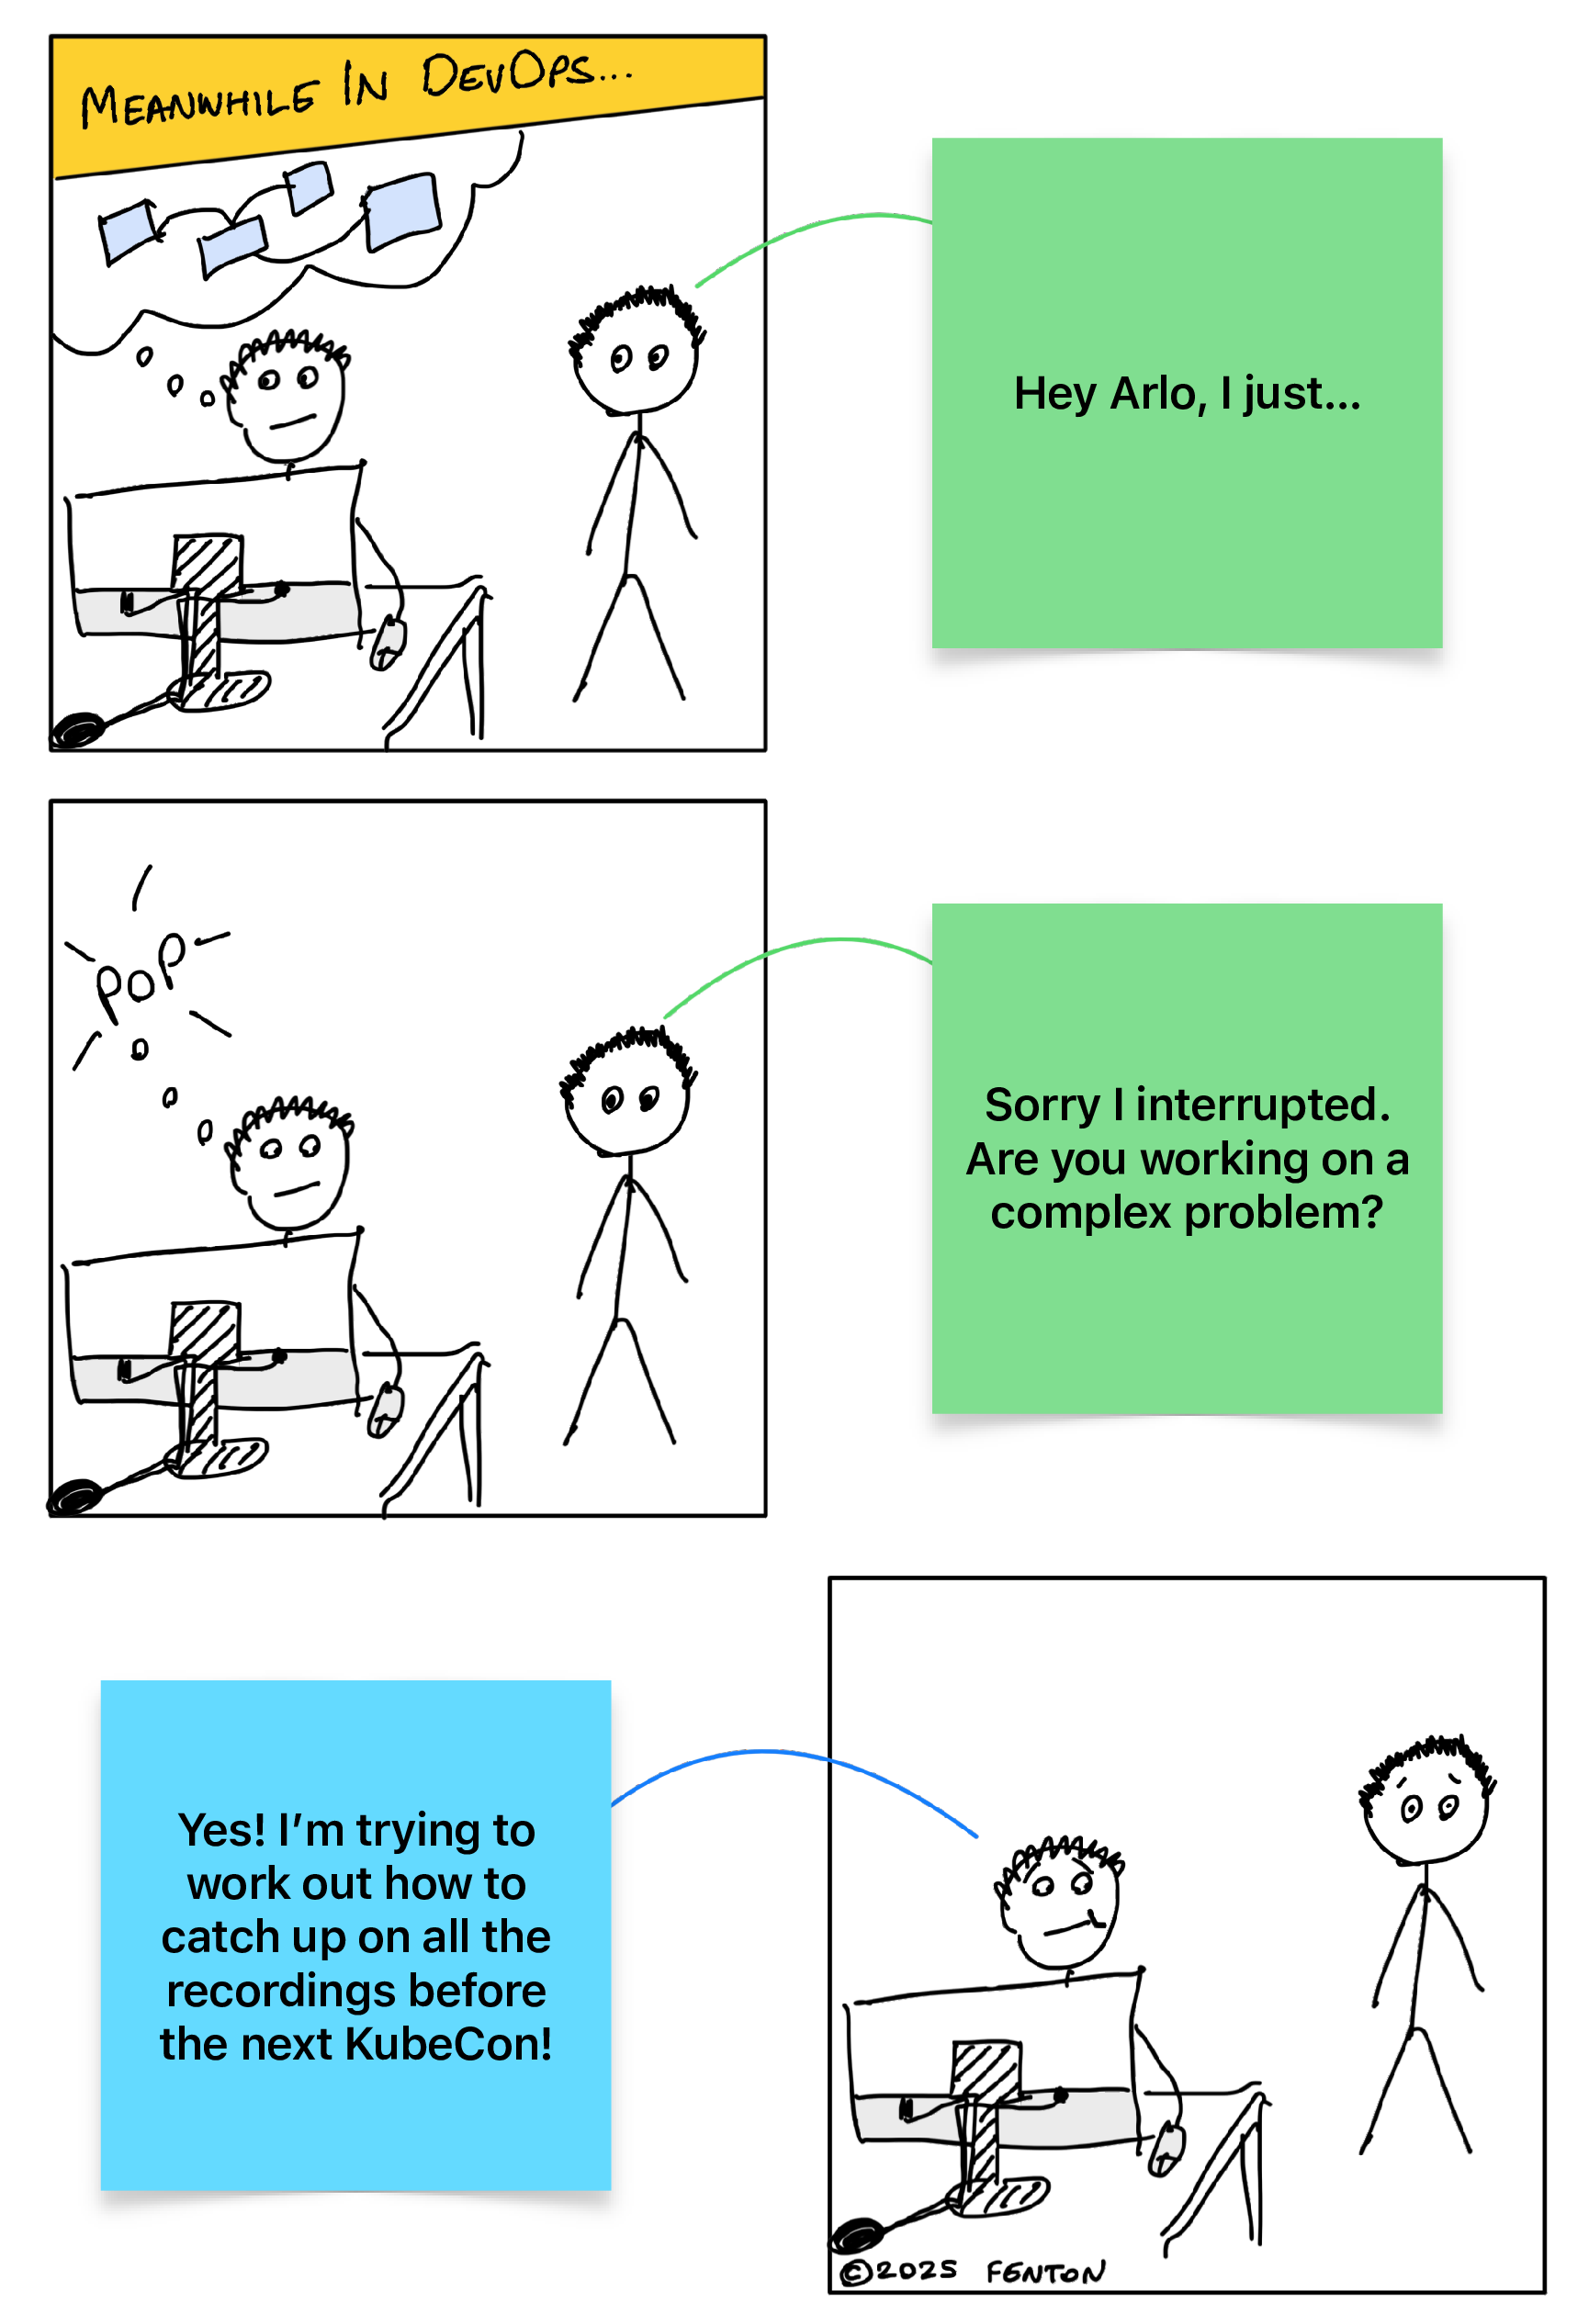 MEANWHILE IN DEVOPS...
Hey Arlo, I just...
POP
Sorry I interrupted.
Are you working on a
complex problem?
Yes! I’m trying to
work out how to
catch up on all the
recordings before
the next KubeCon!
©2025 FENTON